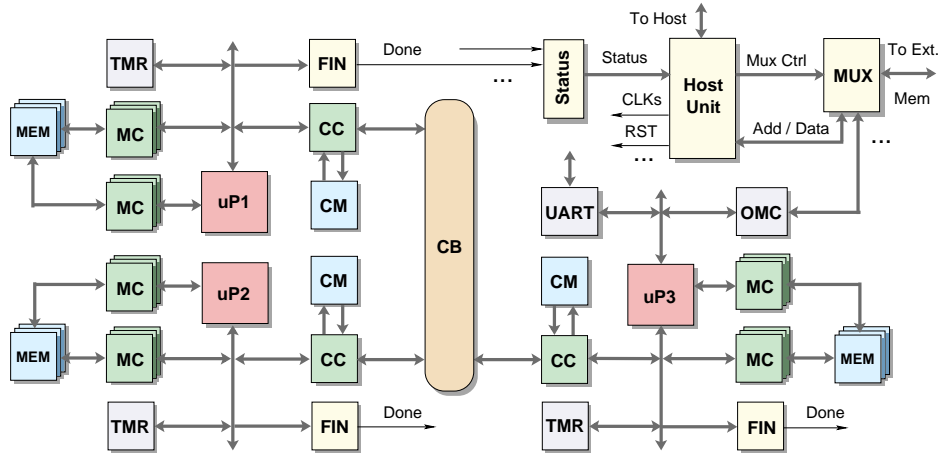 To Host
TMR
FIN
Done
...
Status
Status
Host
Unit
Mux Ctrl
MUX
To Ext.
Mem
CLKs
RST
...
Add / Data
...
MEM
MC
CC
MC
uP1
CM
UART
OMC
CB
MC
uP2
CM
CM
uP3
MC
MEM
MC
CC
CC
MC
MEM
TMR
FIN
Done
TMR
FIN
Done